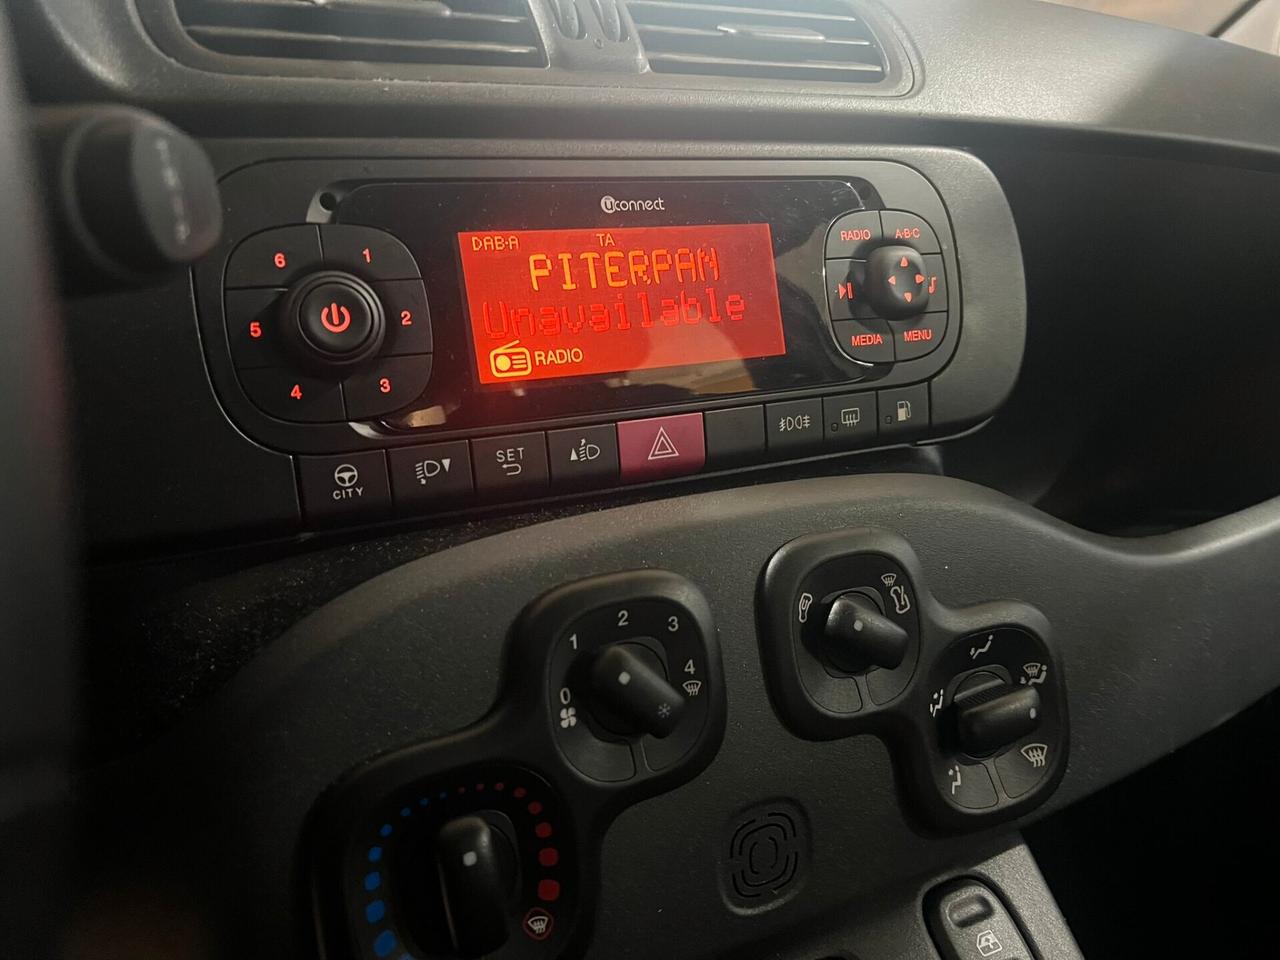 uconnect
DAB·A TA
PITERPAN
Unavailable
RADIO
6 1
5 2
4 3
RADIO A·B·C
MEDIA MENU
CITY
SET
0 1 2 3 4